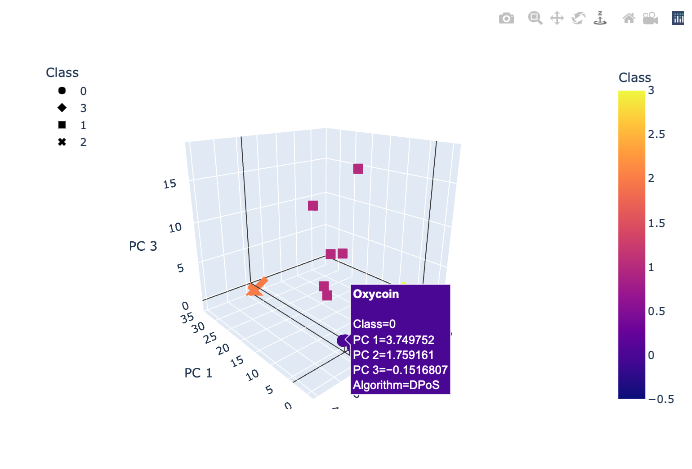 Class
0
3
1
2
Class
3
2.5
2
1.5
1
0.5
0
−0.5
15
10
5
0
PC 3
35
30
25
20
15
10
5
0
PC 1
Oxycoin
Class=0
PC 1=3.749752
PC 2=1.759161
PC 3=−0.1516807
Algorithm=DPoS